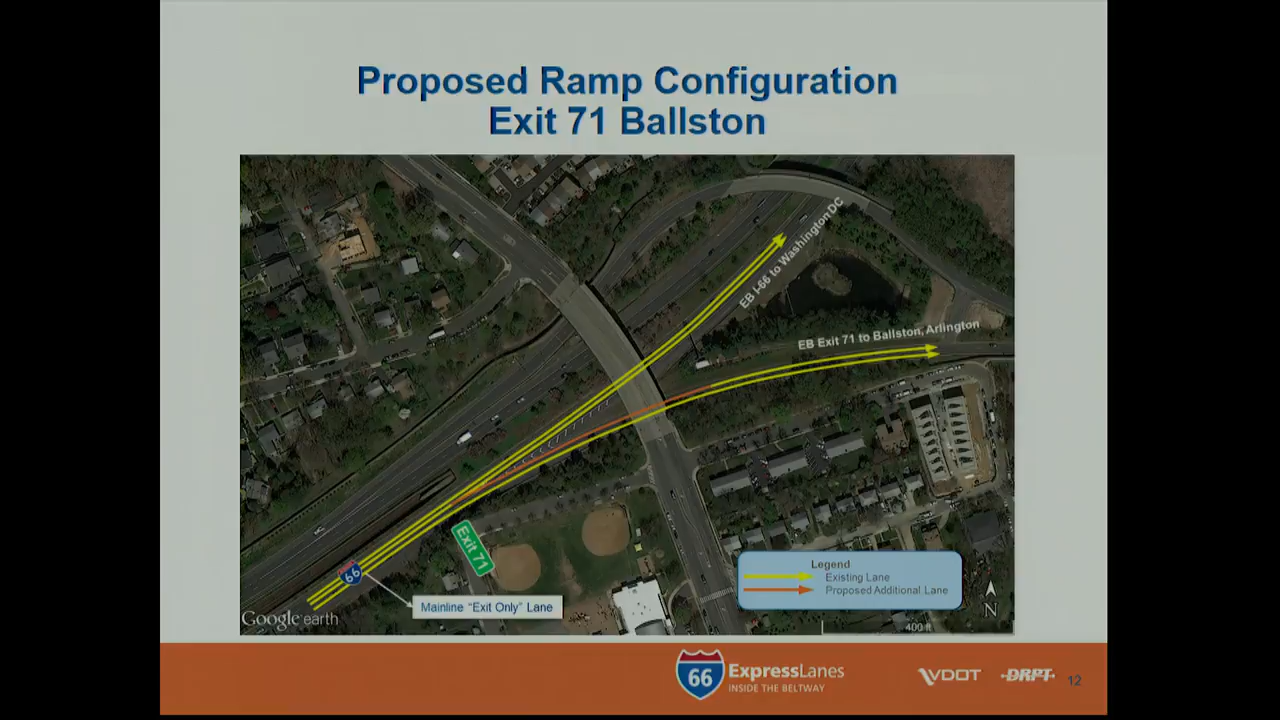 Proposed Ramp Configuration
Exit 71 Ballston
EB I-66 to Washington DC
EB Exit 71 to Ballston, Arlington
Exit 71
66
Mainline “Exit Only” Lane
Legend
Existing Lane
Proposed Additional Lane
N
400 ft
Google earth
66
ExpressLanes
INSIDE THE BELTWAY
VDOT
DRPT
12